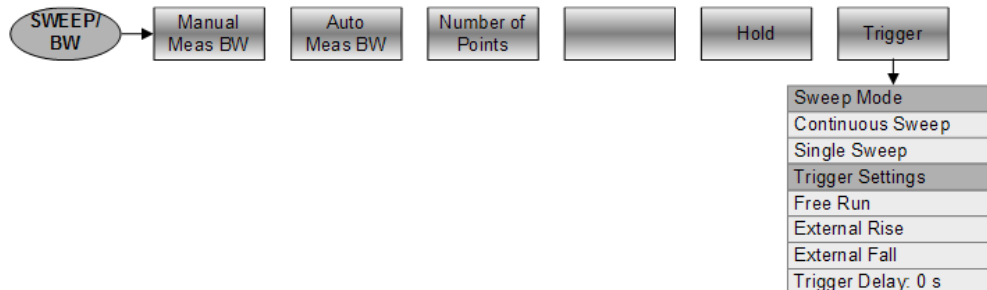 SWEEP/
BW
Manual
Meas BW
Auto
Meas BW
Number of
Points
Hold
Trigger
Sweep Mode
Continuous Sweep
Single Sweep
Trigger Settings
Free Run
External Rise
External Fall
Trigger Delay: 0 s